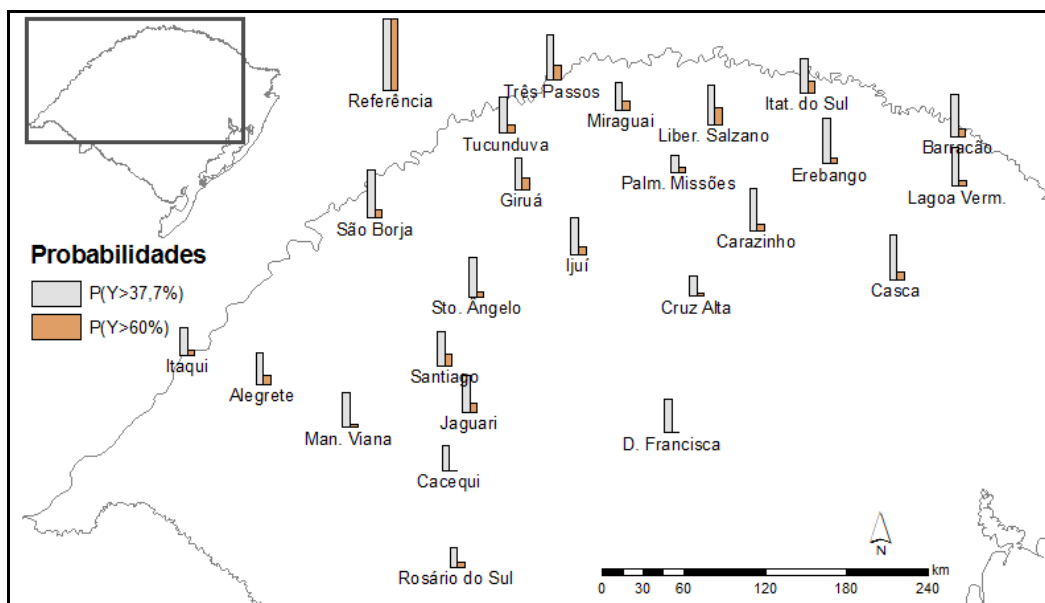 Referência
Três Passos
Miraguai
Itat. do Sul
Tucunduva
Liber. Salzano
Barracão
Giruá
Palm. Missões
Erebango
Lagoa Verm.
São Borja
Carazinho
Probabilidades
Ijuí
P(Y>37,7%)
Sto. Ângelo
Cruz Alta
Casca
P(Y>60%)
Itaqui
Santiago
Alegrete
Jaguari
Man. Viana
D. Francisca
Cacequi
N
Rosário do Sul
km
0 30 60 120 180 240